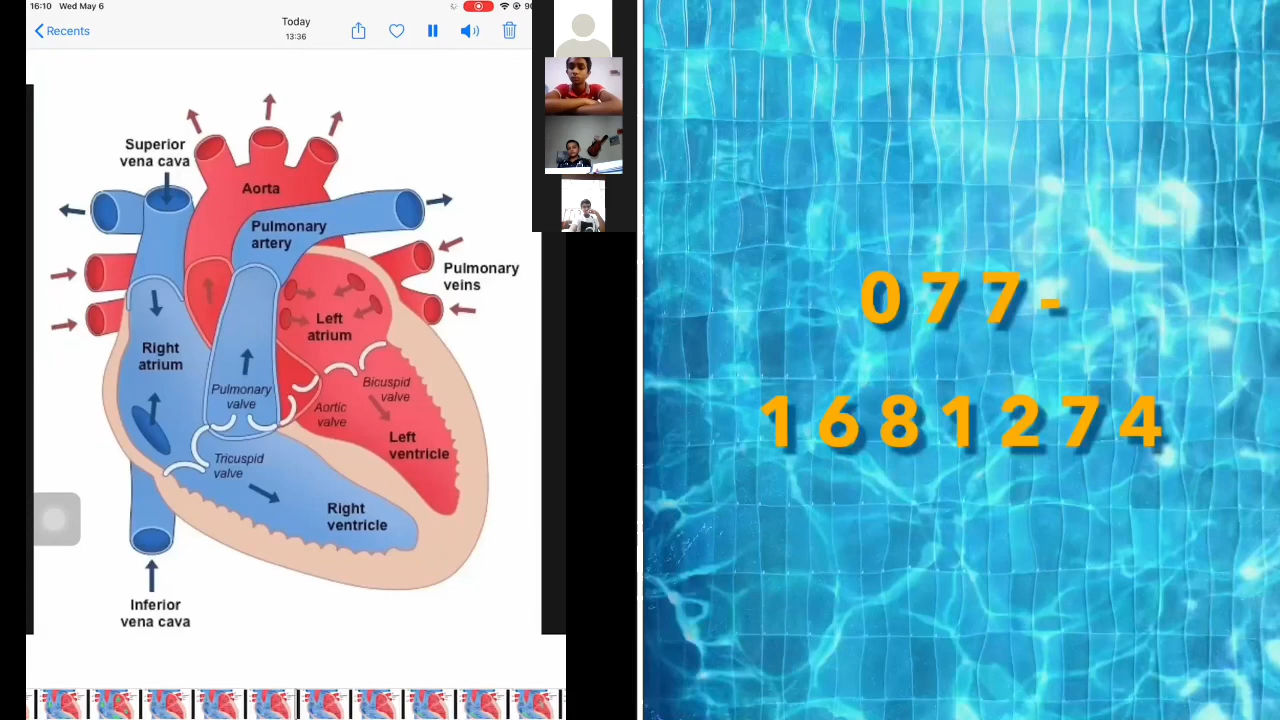 16:10 Wed May 6
Recents
Today
13:36
Superior
vena cava
Aorta
Pulmonary
artery
Pulmonary
veins
Left
atrium
Right
atrium
Pulmonary
valve
Bicuspid
valve
Aortic
valve
Left
ventricle
Tricuspid
valve
Right
ventricle
Inferior
vena cava
077-
1681274